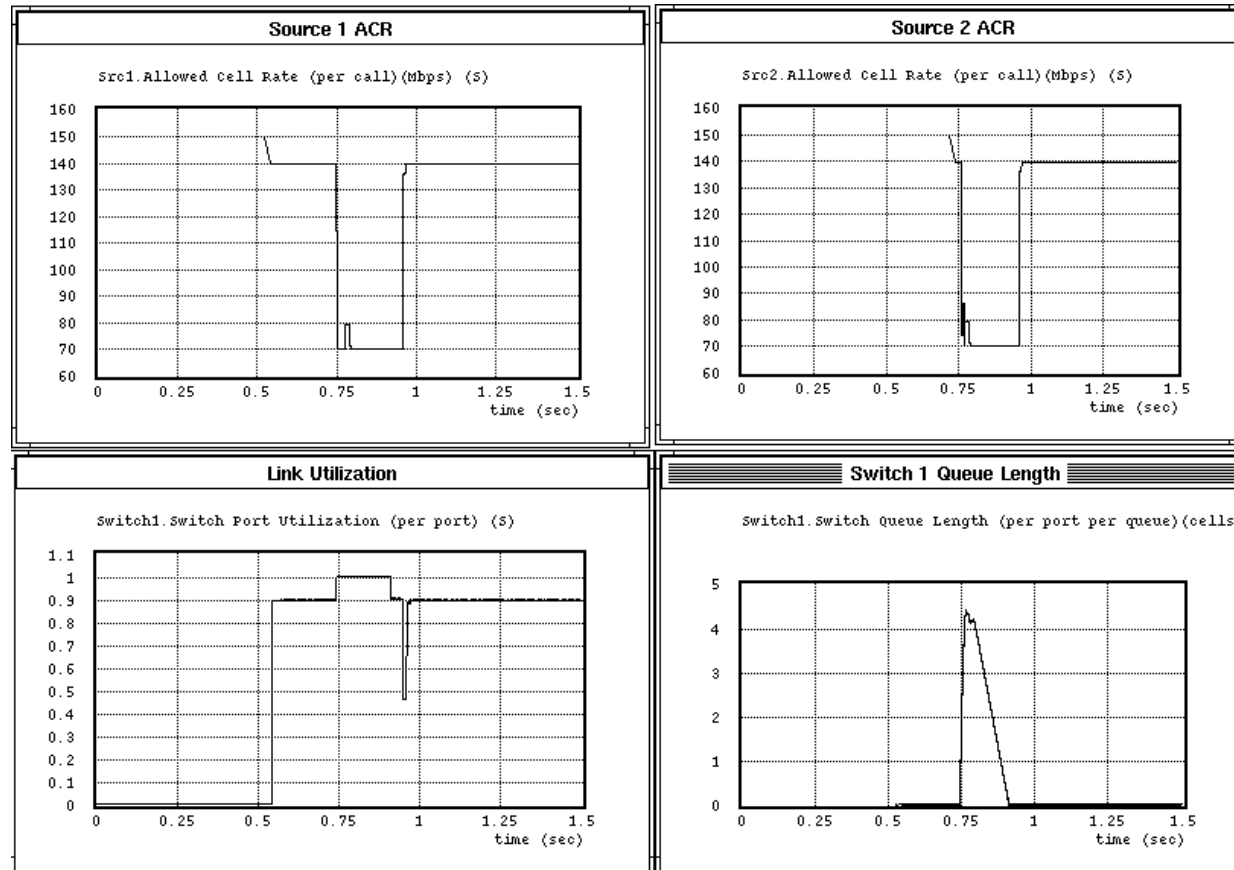 Source 1 ACR
Src1.Allowed Cell Rate (per call)(Mbps) (S)
160
150
140
130
120
110
100
90
80
70
60
0 0.25 0.5 0.75 1 1.25 1.5
time (sec)
Source 2 ACR
Src2.Allowed Cell Rate (per call)(Mbps) (S)
160
150
140
130
120
110
100
90
80
70
60
0 0.25 0.5 0.75 1 1.25 1.5
time (sec)
Link Utilization
Switch1.Switch Port Utilization (per port) (S)
1.1
1
0.9
0.8
0.7
0.6
0.5
0.4
0.3
0.2
0.1
0
0 0.25 0.5 0.75 1 1.25 1.5
time (sec)
Switch 1 Queue Length
Switch1.Switch Queue Length (per port per queue)(cells
5
4
3
2
1
0
0 0.25 0.5 0.75 1 1.25 1.5
time (sec)